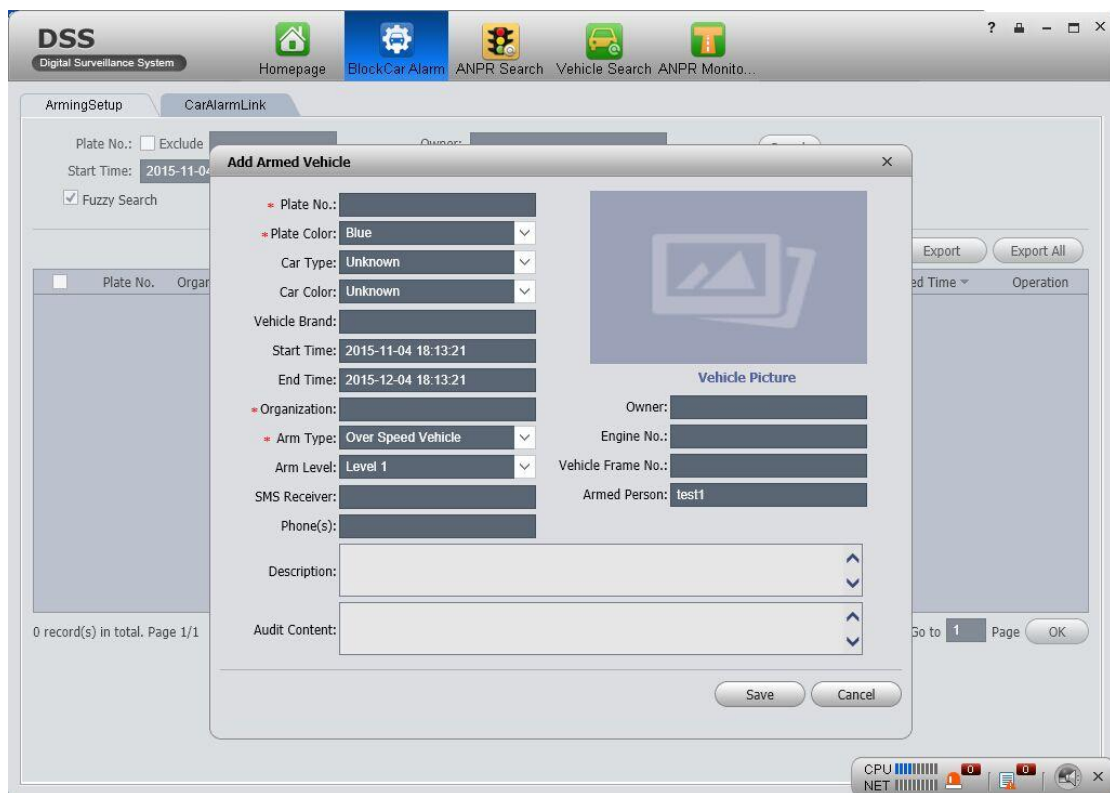 DSS
Digital Surveillance System
Homepage
BlockCar Alarm
ANPR Search
Vehicle Search
ANPR Monito...
?
ArmingSetup
CarAlarmLink
Plate No.: Exclude
Owner:
Start Time: 2015-11-04
Fuzzy Search
Export
Export All
Plate No.
Organ
ed Time
Operation
0 record(s) in total. Page 1/1
Go to 1 Page OK
Add Armed Vehicle
* Plate No.:
* Plate Color: Blue
Car Type: Unknown
Car Color: Unknown
Vehicle Brand:
Start Time: 2015-11-04 18:13:21
End Time: 2015-12-04 18:13:21
* Organization:
* Arm Type: Over Speed Vehicle
Arm Level: Level 1
SMS Receiver:
Phone(s):
Vehicle Picture
Owner:
Engine No.:
Vehicle Frame No.:
Armed Person: test1
Description:
Audit Content:
Save
Cancel
CPU
NET
0
0